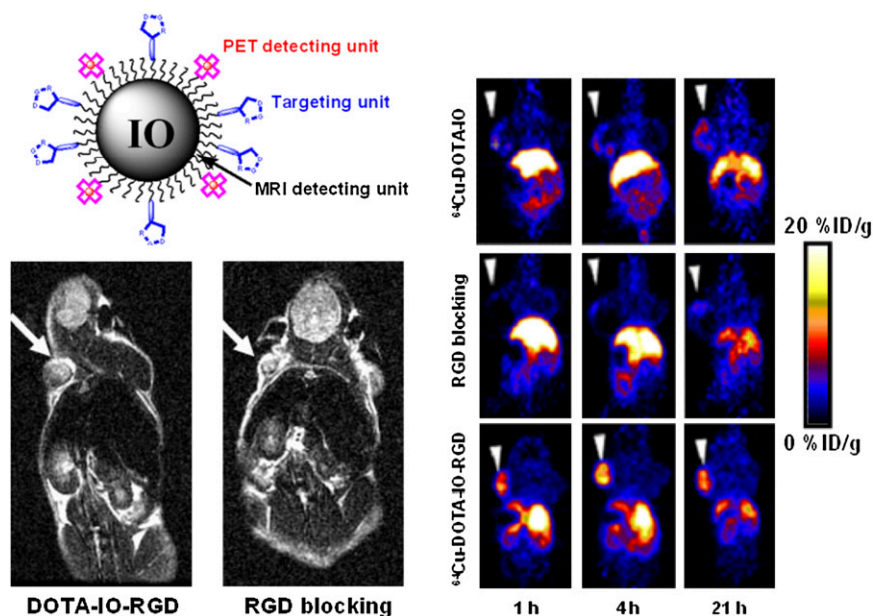 PET detecting unit
Targeting unit
IO
MRI detecting unit
DOTA-IO-RGD
RGD blocking
⁶⁴Cu-DOTA-IO
RGD blocking
⁶⁴Cu-DOTA-IO-RGD
1 h
4h
21 h
20 %ID/g
0 %ID/g